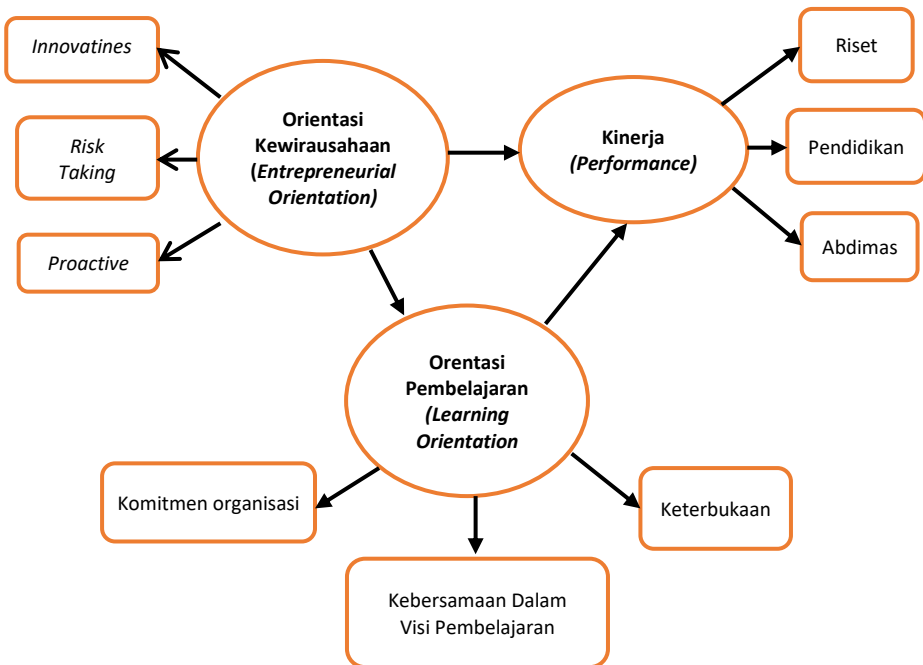 Innovatines
Risk
Taking
Proactive
Orientasi
Kewirausahaan
(Entrepreneurial
Orientation)
Kinerja
(Performance)
Riset
Pendidikan
Abdimas
Orentasi
Pembelajaran
(Learning
Orientation
Komitmen organisasi
Kebersamaan Dalam
Visi Pembelajaran
Keterbukaan